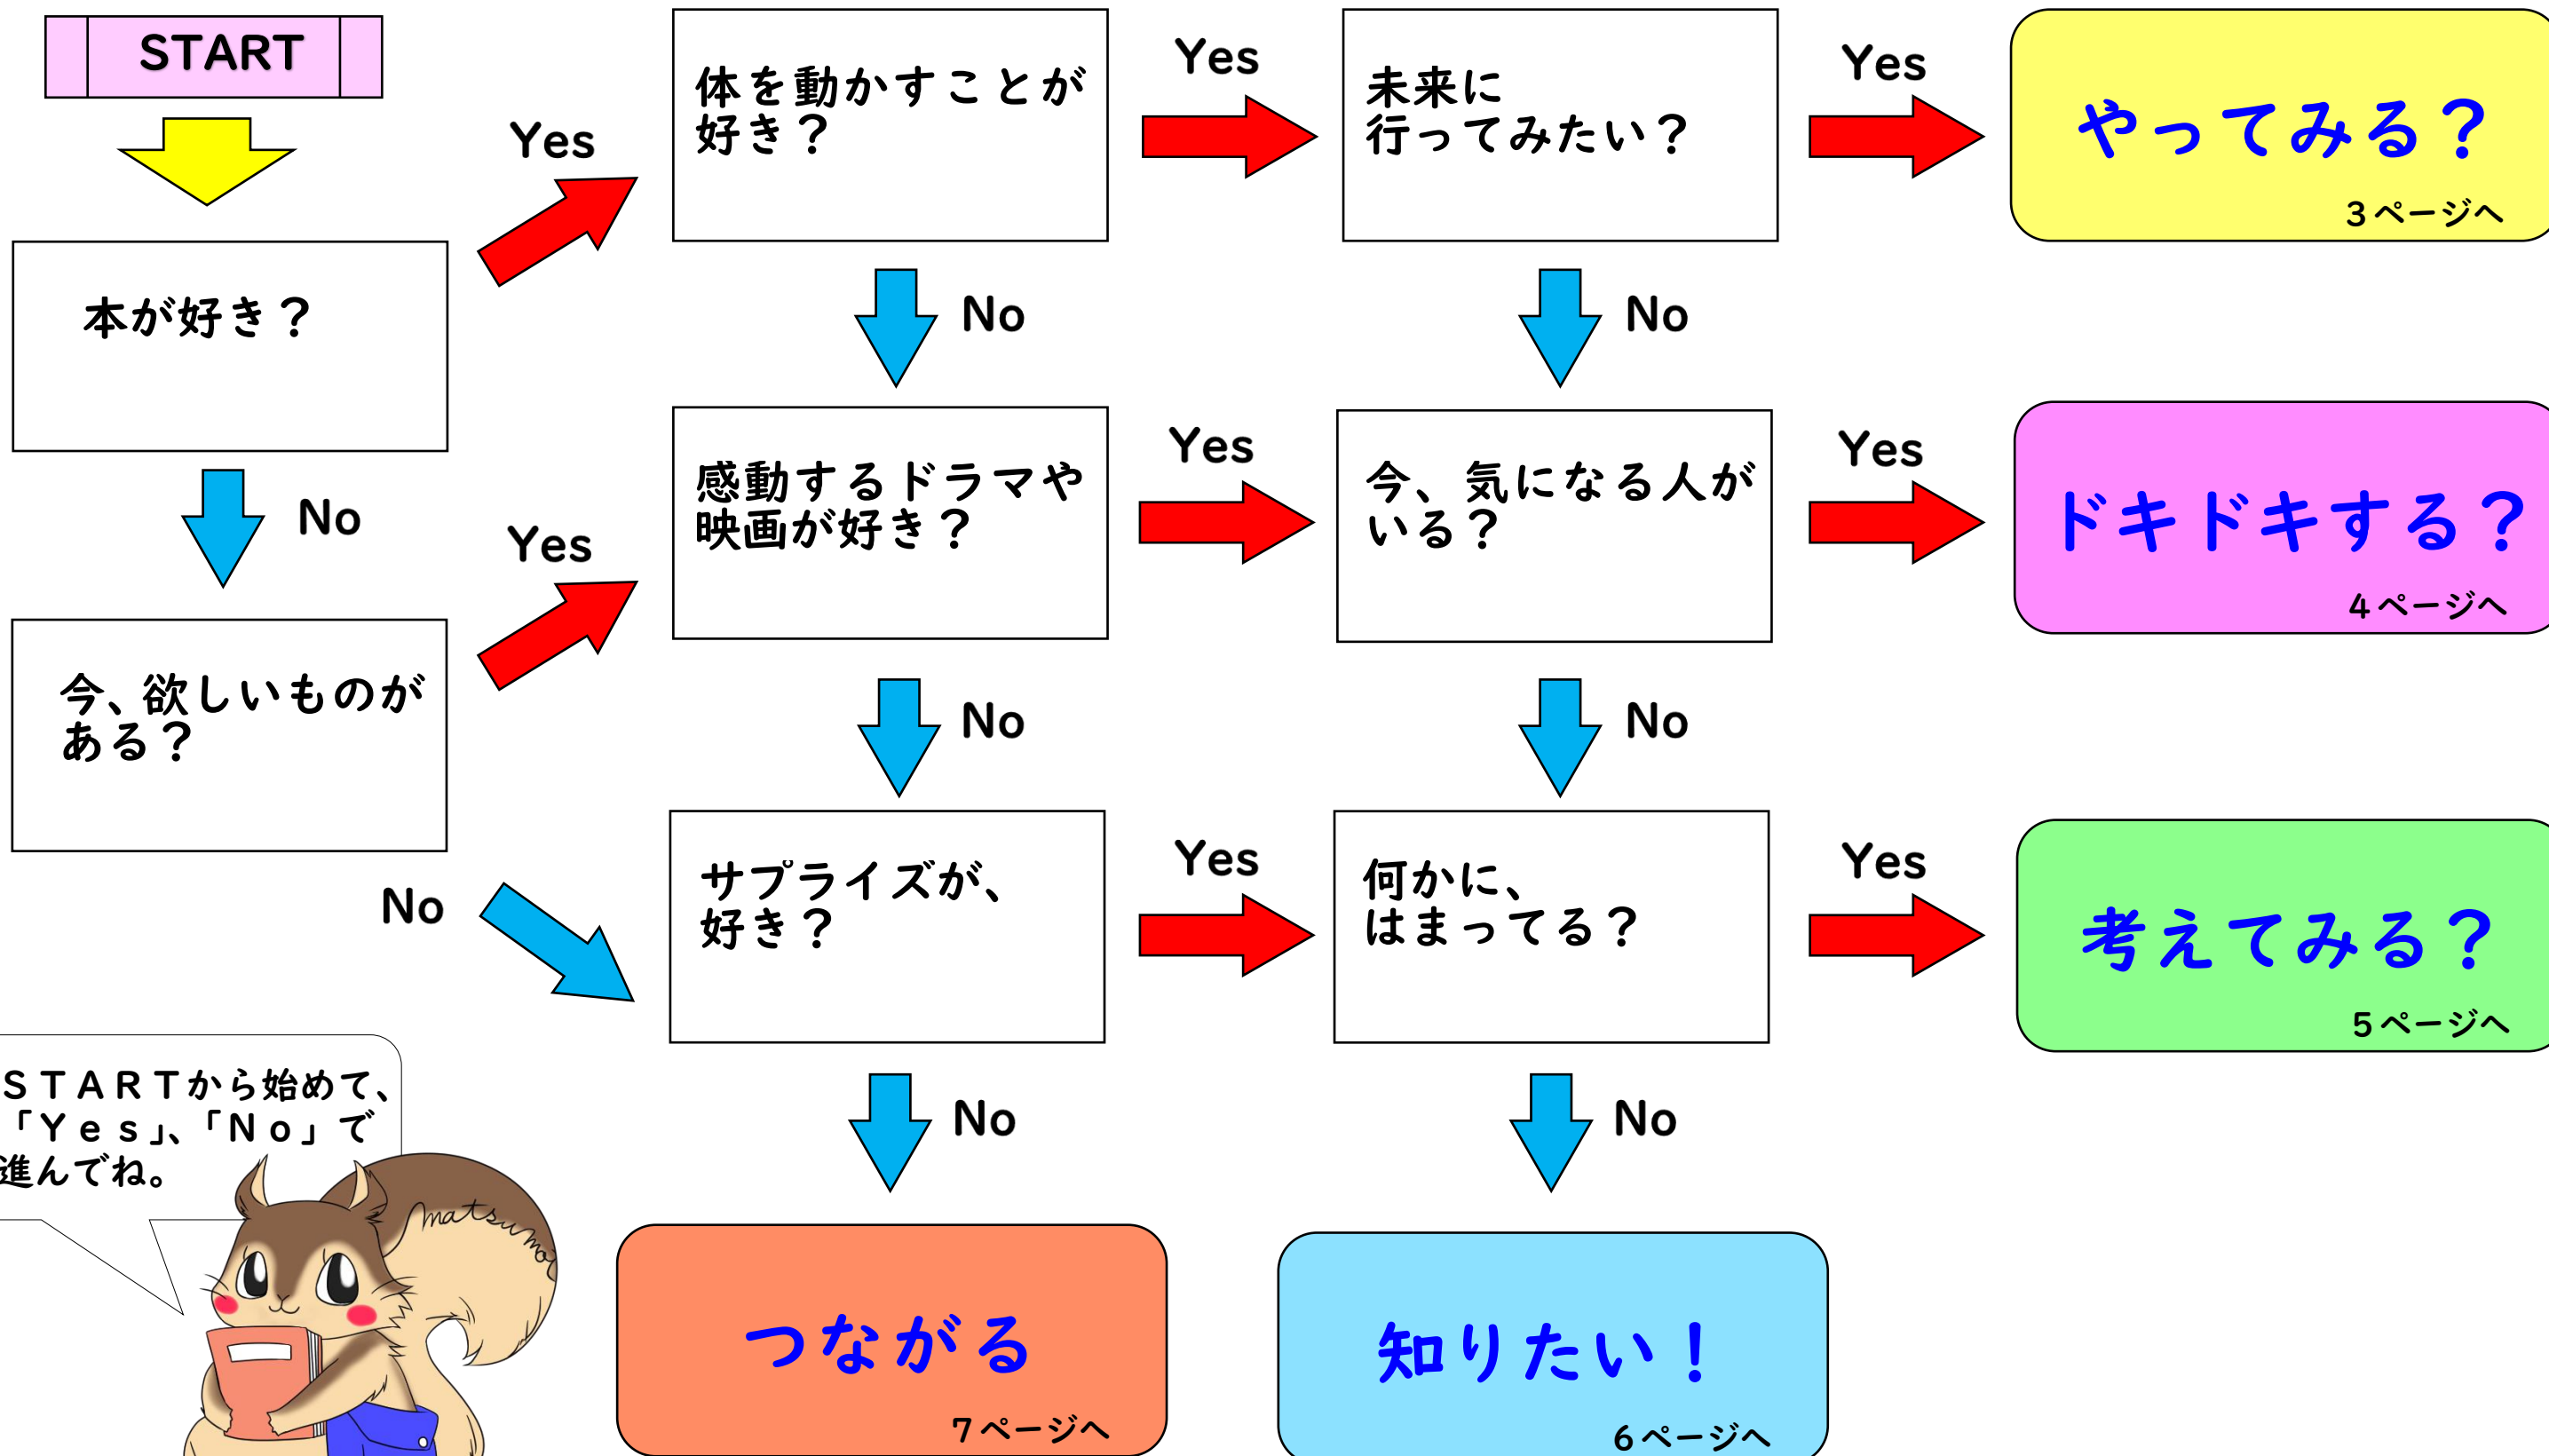 START
本が好き？
Yes
No
今、欲しいものが
ある？
Yes
No
体を動かすことが
好き？
Yes
No
感動するドラマや
映画が好き？
Yes
No
サプライズが、
好き？
Yes
No
未来に
行ってみたい？
Yes
No
今、気になる人が
いる？
Yes
No
何かに、
はまってる？
Yes
No
やってみる？
３ページへ
ドキドキする？
４ページへ
考えてみる？
５ページへ
知りたい！
６ページへ
つながる
７ページへ
ＳＴＡＲＴから始めて、
「Ｙｅｓ」、「Ｎｏ」で
進んでね。